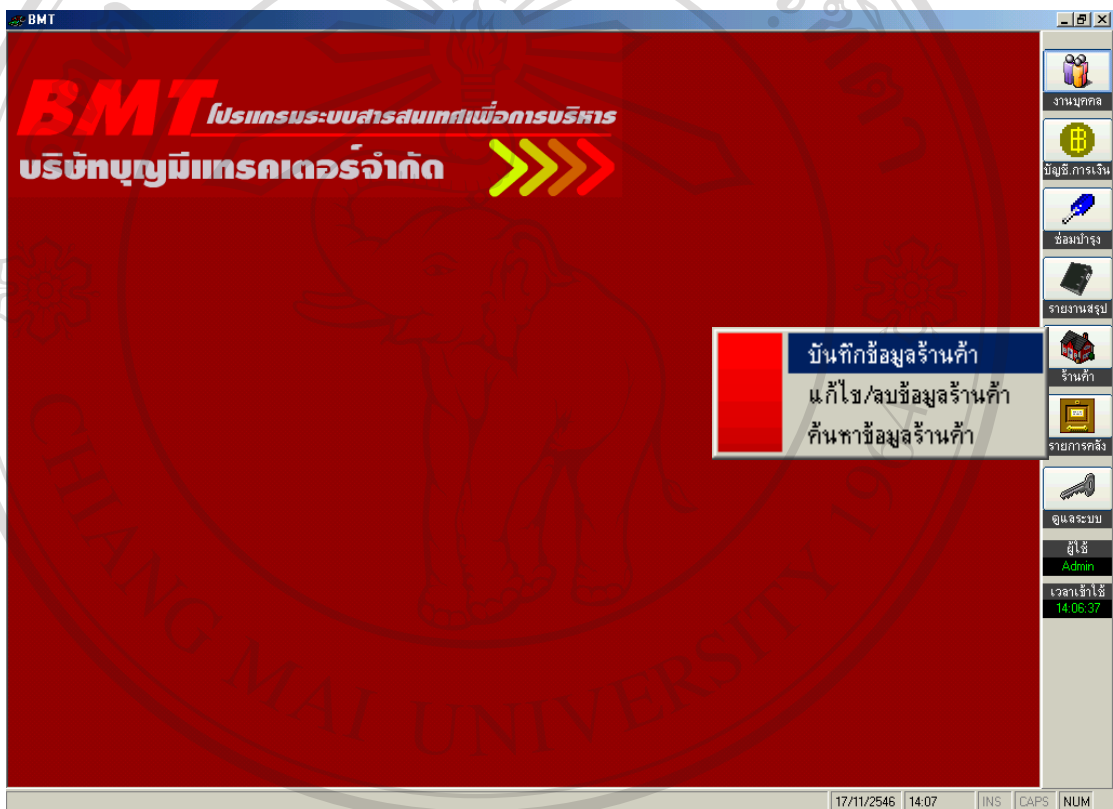 BMT
BMT โปรแกรมระบบสารสนเทศเพื่อการบริหาร
บริษัทบุญมีแทรคเตอร์จำกัด
งานบุคคล
บัญชี.การเงิน
ซ่อมบำรุง
รายงานสรุป
ร้านค้า
รายการคลัง
ดูแลระบบ
ผู้ใช้
Admin
เวลาเข้าใช้
14:06:37
บันทึกข้อมูลร้านค้า
แก้ไข/ลบข้อมูลร้านค้า
ค้นหาข้อมูลร้านค้า
CHIANG MAI UNIVERSITY 1964
17/11/2546 14:07 INS CAPS NUM